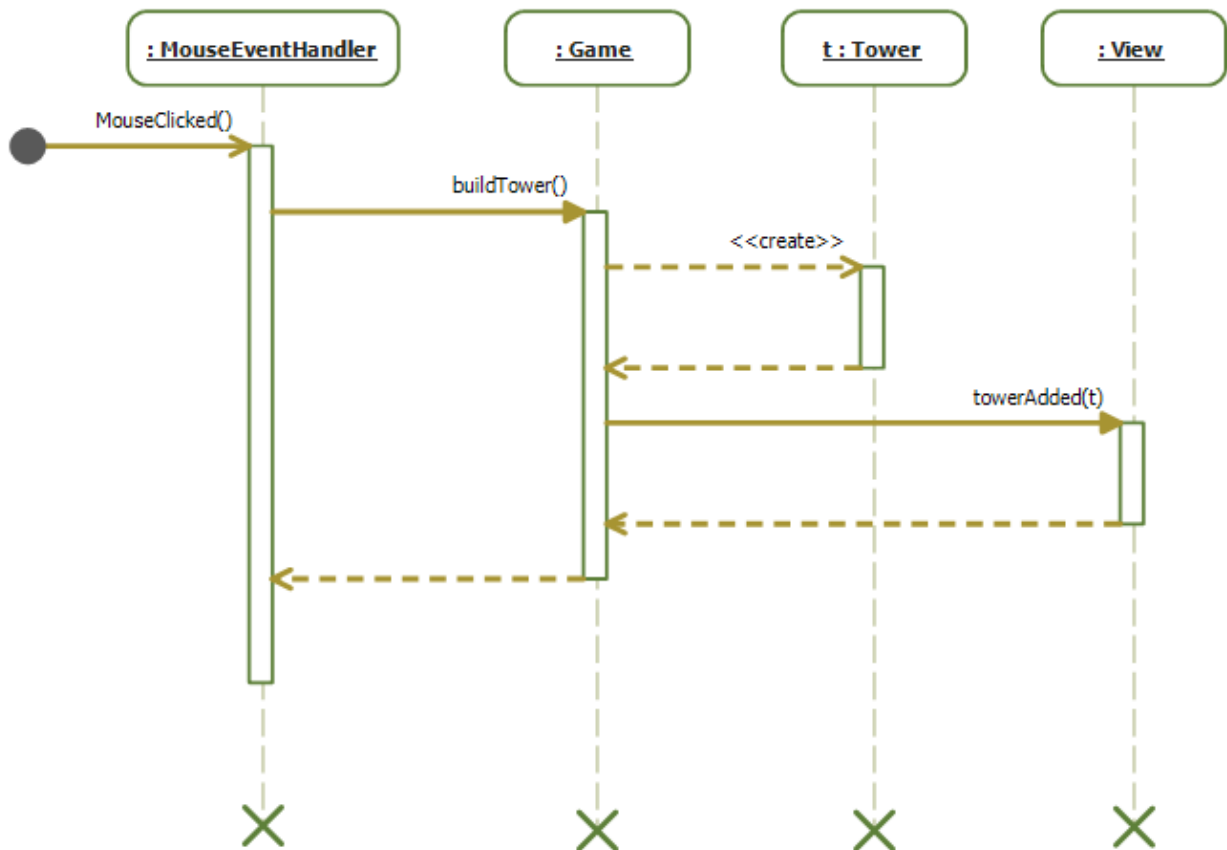 : MouseEventHandler
: Game
t : Tower
: View
MouseClicked()
buildTower()
<<create>>
towerAdded(t)